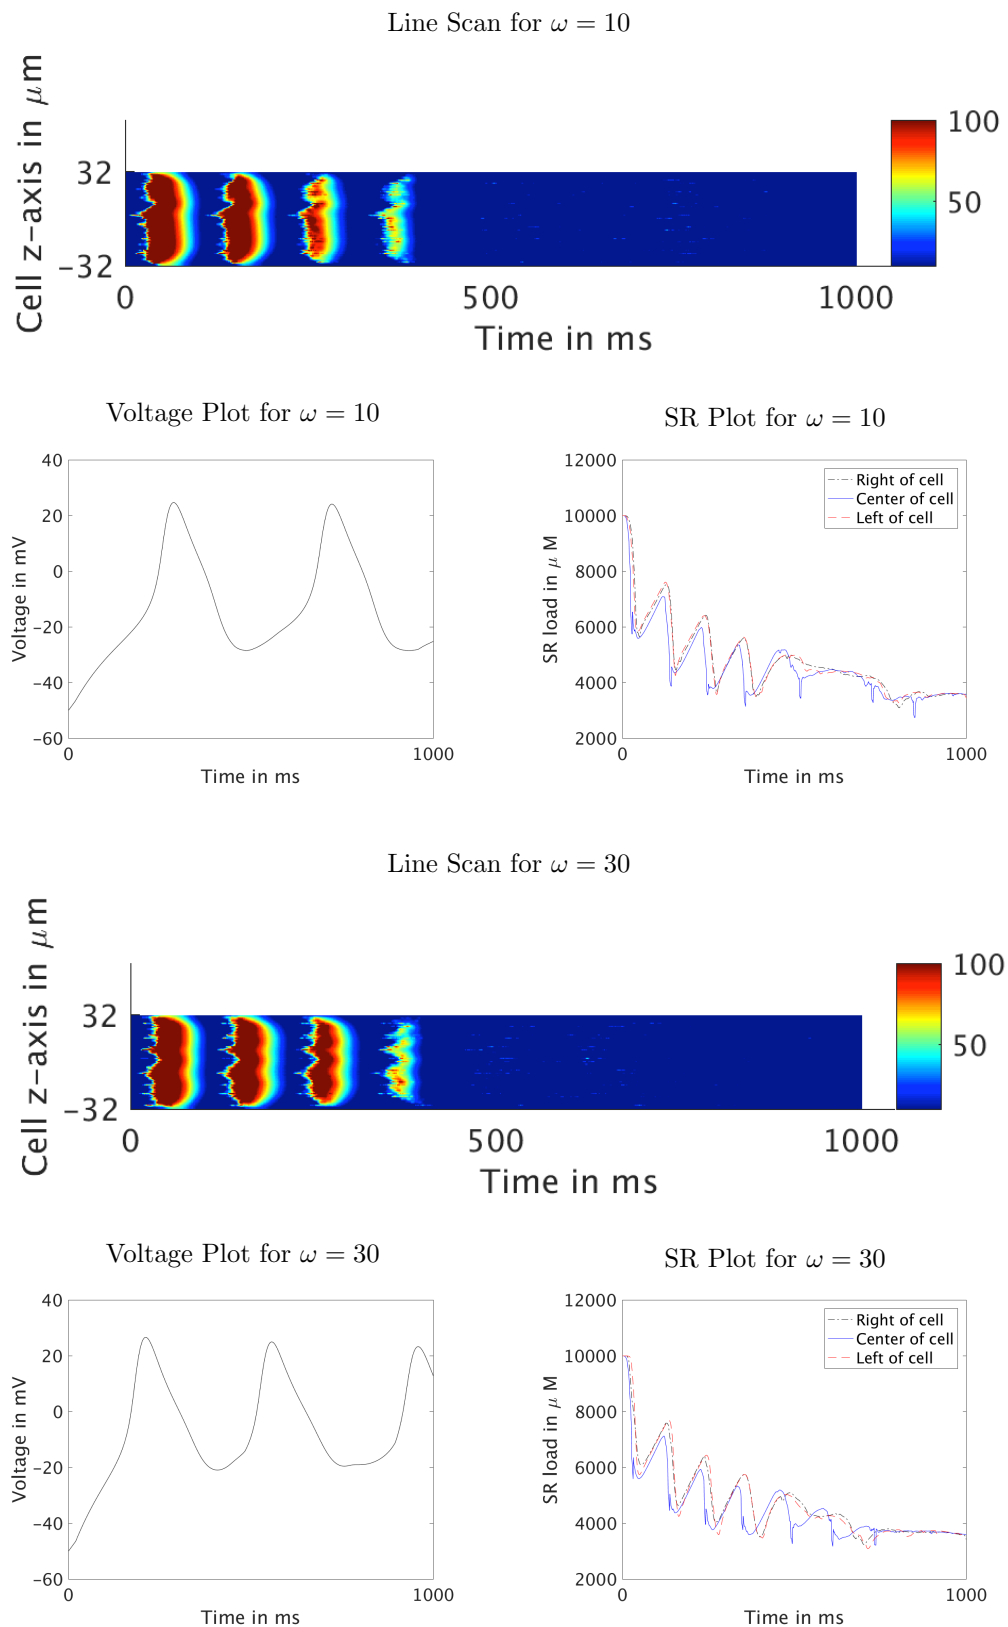 Line Scan for ω = 10
Cell z-axis in μm
32
-32
0
500
1000
Time in ms
100
50
Voltage Plot for ω = 10
Voltage in mV
40
20
0
-20
-40
-60
0
1000
Time in ms
SR Plot for ω = 10
SR load in μ M
12000
10000
8000
6000
4000
2000
0
1000
Time in ms
Right of cell
Center of cell
Left of cell
Line Scan for ω = 30
Cell z-axis in μm
32
-32
0
500
1000
Time in ms
100
50
Voltage Plot for ω = 30
Voltage in mV
40
20
0
-20
-40
-60
0
1000
Time in ms
SR Plot for ω = 30
SR load in μ M
12000
10000
8000
6000
4000
2000
0
1000
Time in ms
Right of cell
Center of cell
Left of cell